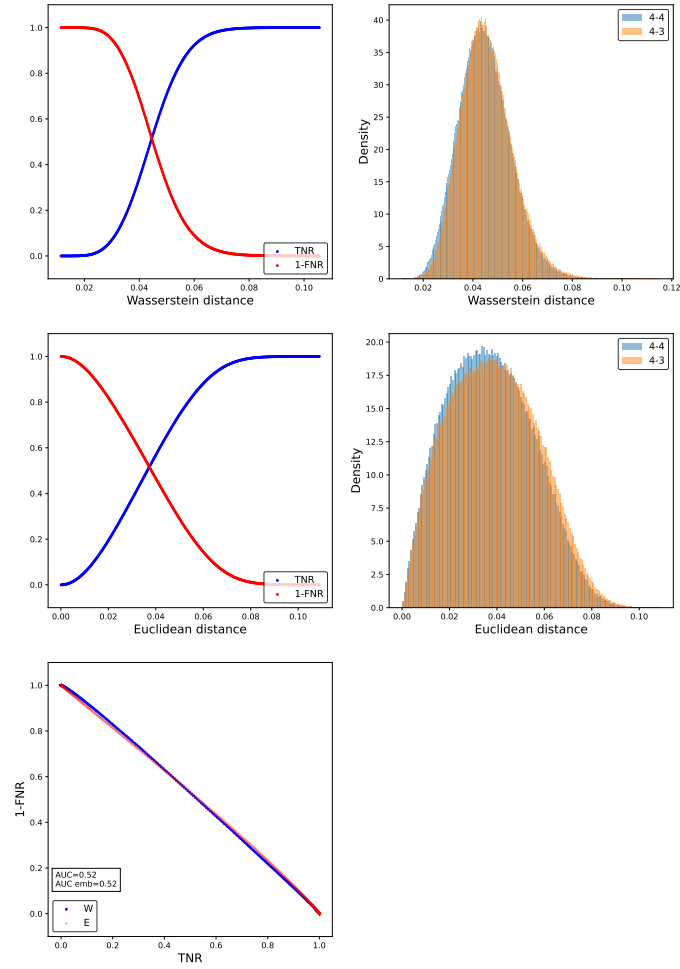 1.0
0.8
0.6
0.4
0.2
0.0
0.02 0.04 0.06 0.08 0.10
Wasserstein distance
TNR
1-FNR
40
35
30
25
20
15
10
5
0
Density
0.02 0.04 0.06 0.08 0.10 0.12
Wasserstein distance
4-4
4-3
1.0
0.8
0.6
0.4
0.2
0.0
0.00 0.02 0.04 0.06 0.08 0.10
Euclidean distance
TNR
1-FNR
20.0
17.5
15.0
12.5
10.0
7.5
5.0
2.5
0.0
Density
0.00 0.02 0.04 0.06 0.08 0.10
Euclidean distance
4-4
4-3
1.0
0.8
0.6
0.4
0.2
0.0
1-FNR
0.0 0.2 0.4 0.6 0.8 1.0
TNR
AUC=0.52
AUC emb=0.52
W
E